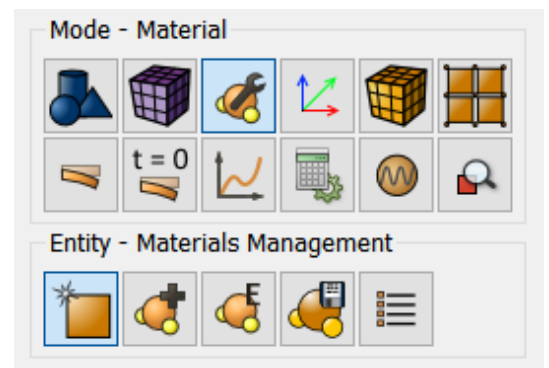 Mode - Material
t = 0
Entity - Materials Management
E